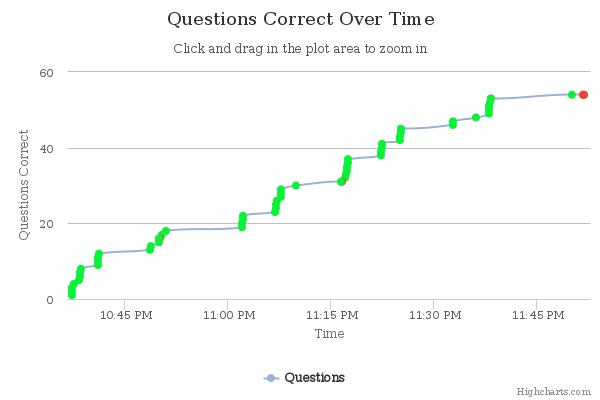 Questions Correct Over Time
Click and drag in the plot area to zoom in
Questions Correct
60
40
20
0
10:45 PM
11:00 PM
11:15 PM
11:30 PM
11:45 PM
Time
Questions
Highcharts.com